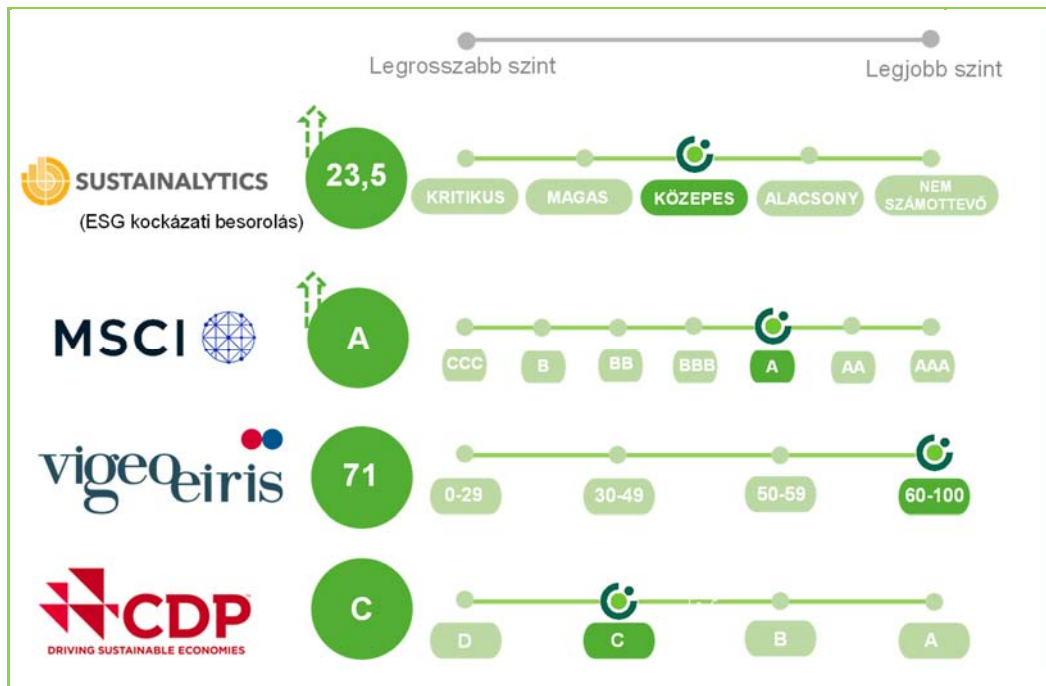 Legrosszabb szint
Legjobb szint
SUSTAINALYTICS
(ESG kockázati besorolás)
23,5
KRITIKUS
MAGAS
KÖZEPES
ALACSONY
NEM
SZÁMOTTEVŐ
MSCI
A
CCC
B
BB
BBB
A
AA
AAA
vigeoeiris
71
0-29
30-49
50-59
60-100
CDP
DRIVING SUSTAINABLE ECONOMIES
C
D
C
B
A